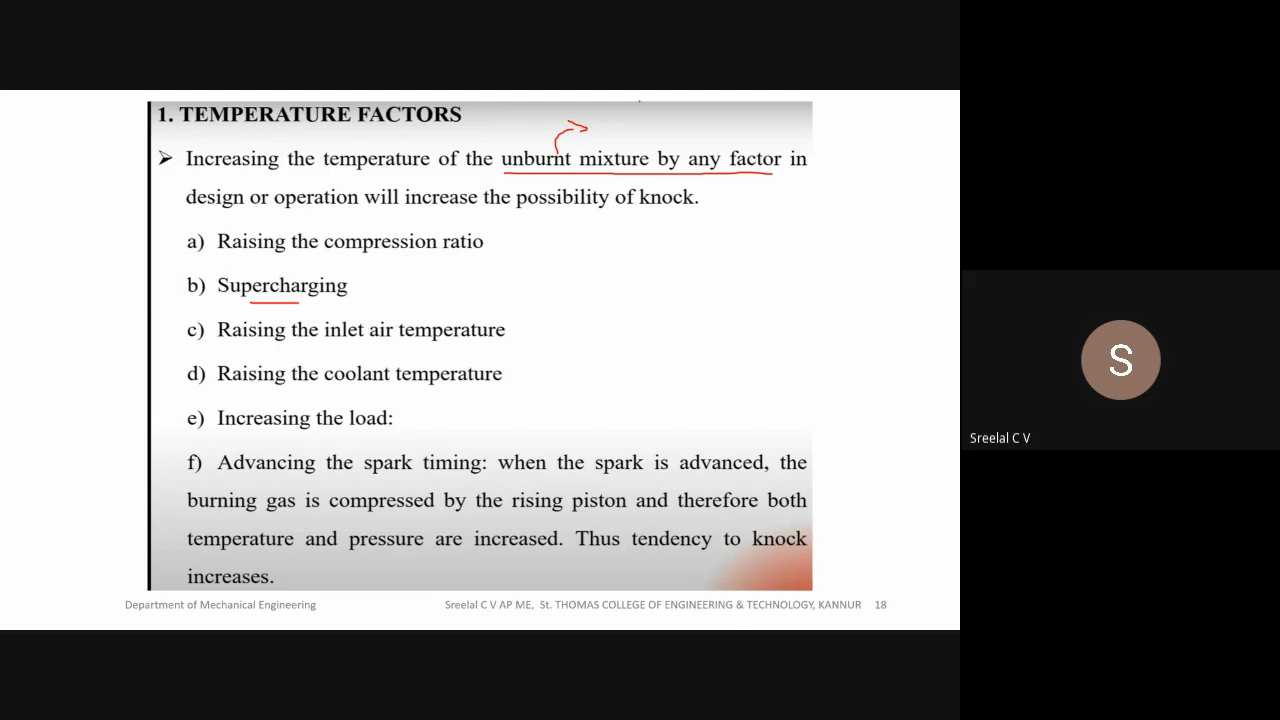 1. TEMPERATURE FACTORS
➢ Increasing the temperature of the unburnt mixture by any factor in
design or operation will increase the possibility of knock.
a) Raising the compression ratio
b) Supercharging
c) Raising the inlet air temperature
d) Raising the coolant temperature
e) Increasing the load:
f) Advancing the spark timing: when the spark is advanced, the
burning gas is compressed by the rising piston and therefore both
temperature and pressure are increased. Thus tendency to knock
increases.
Department of Mechanical Engineering
Sreelal C V AP ME, St. THOMAS COLLEGE OF ENGINEERING & TECHNOLOGY, KANNUR 18
S
Sreelal C V